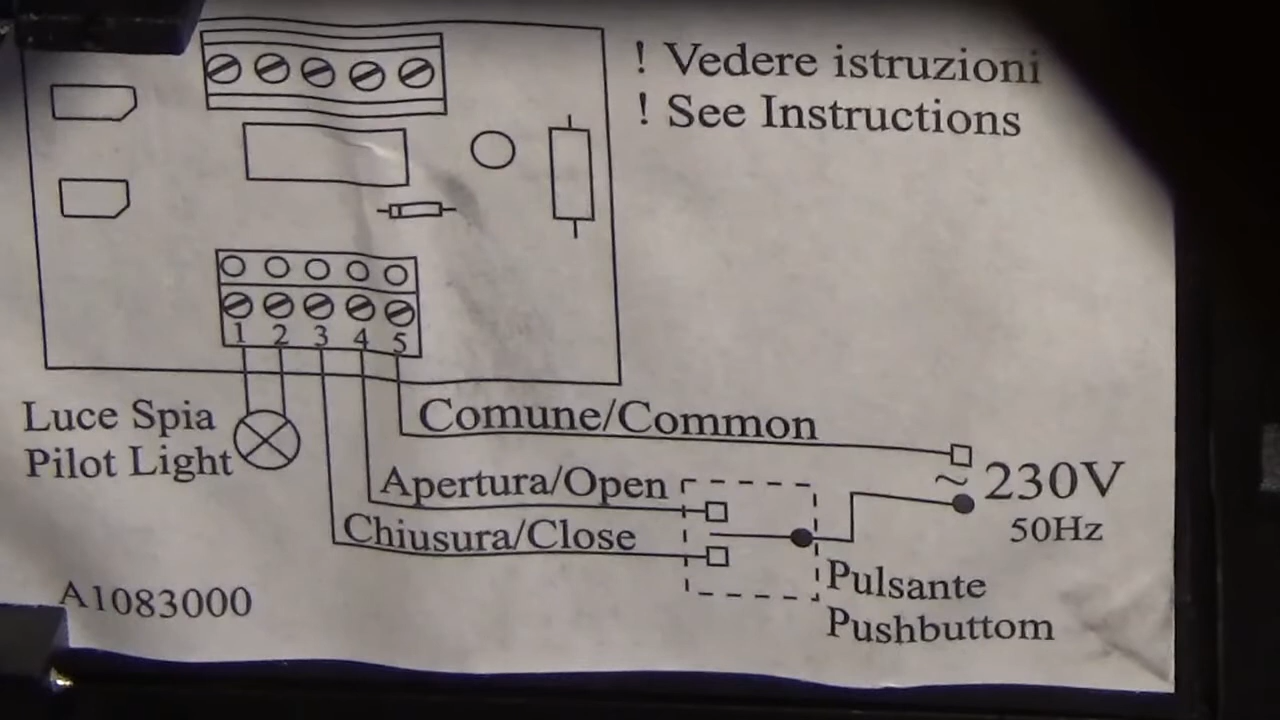 ! Vedere istruzioni
! See Instructions
1 2 3 4 5
Luce Spia
Pilot Light
Comune/Common
Apertura/Open
Chiusura/Close
~ 230V
50Hz
Pulsante
Pushbuttom
A1083000